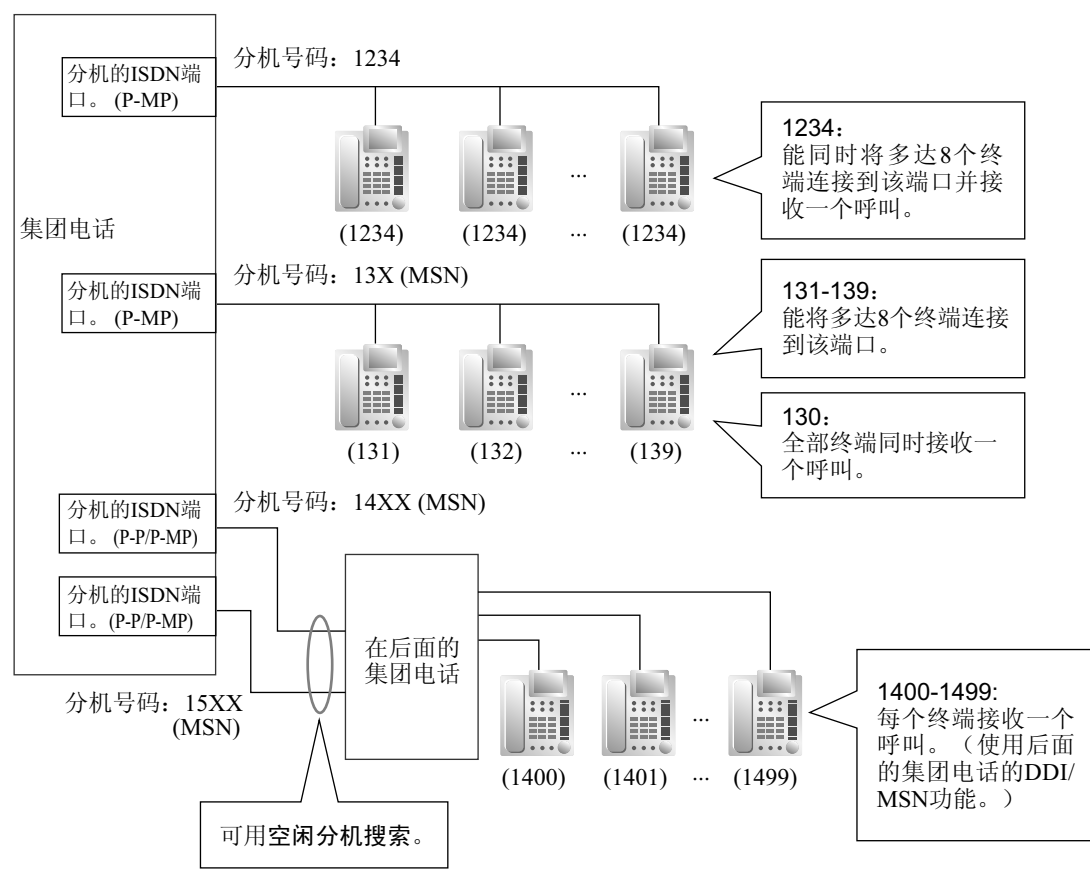 分机号码：1234
分机的ISDN端
口。 (P-MP)
1234：
能同时将多达8个终
端连接到该端口并接
收一个呼叫。
...
集团电话
(1234) (1234) ... (1234)
分机号码：13X (MSN)
分机的ISDN端
口。 (P-MP)
131-139：
能将多达8个终端连接
到该端口。
...
130：
全部终端同时接收一
个呼叫。
(131) (132) ... (139)
分机号码：14XX (MSN)
分机的ISDN端
口。 (P-P/P-MP)
分机的ISDN端
口。 (P-P/P-MP)
在后面的
集团电话
分机号码：15XX
(MSN)
1400-1499:
每个终端接收一个
呼叫。（使用后面
的集团电话的DDI/
MSN功能。）
...
(1400) (1401) ... (1499)
可用空闲分机搜索。